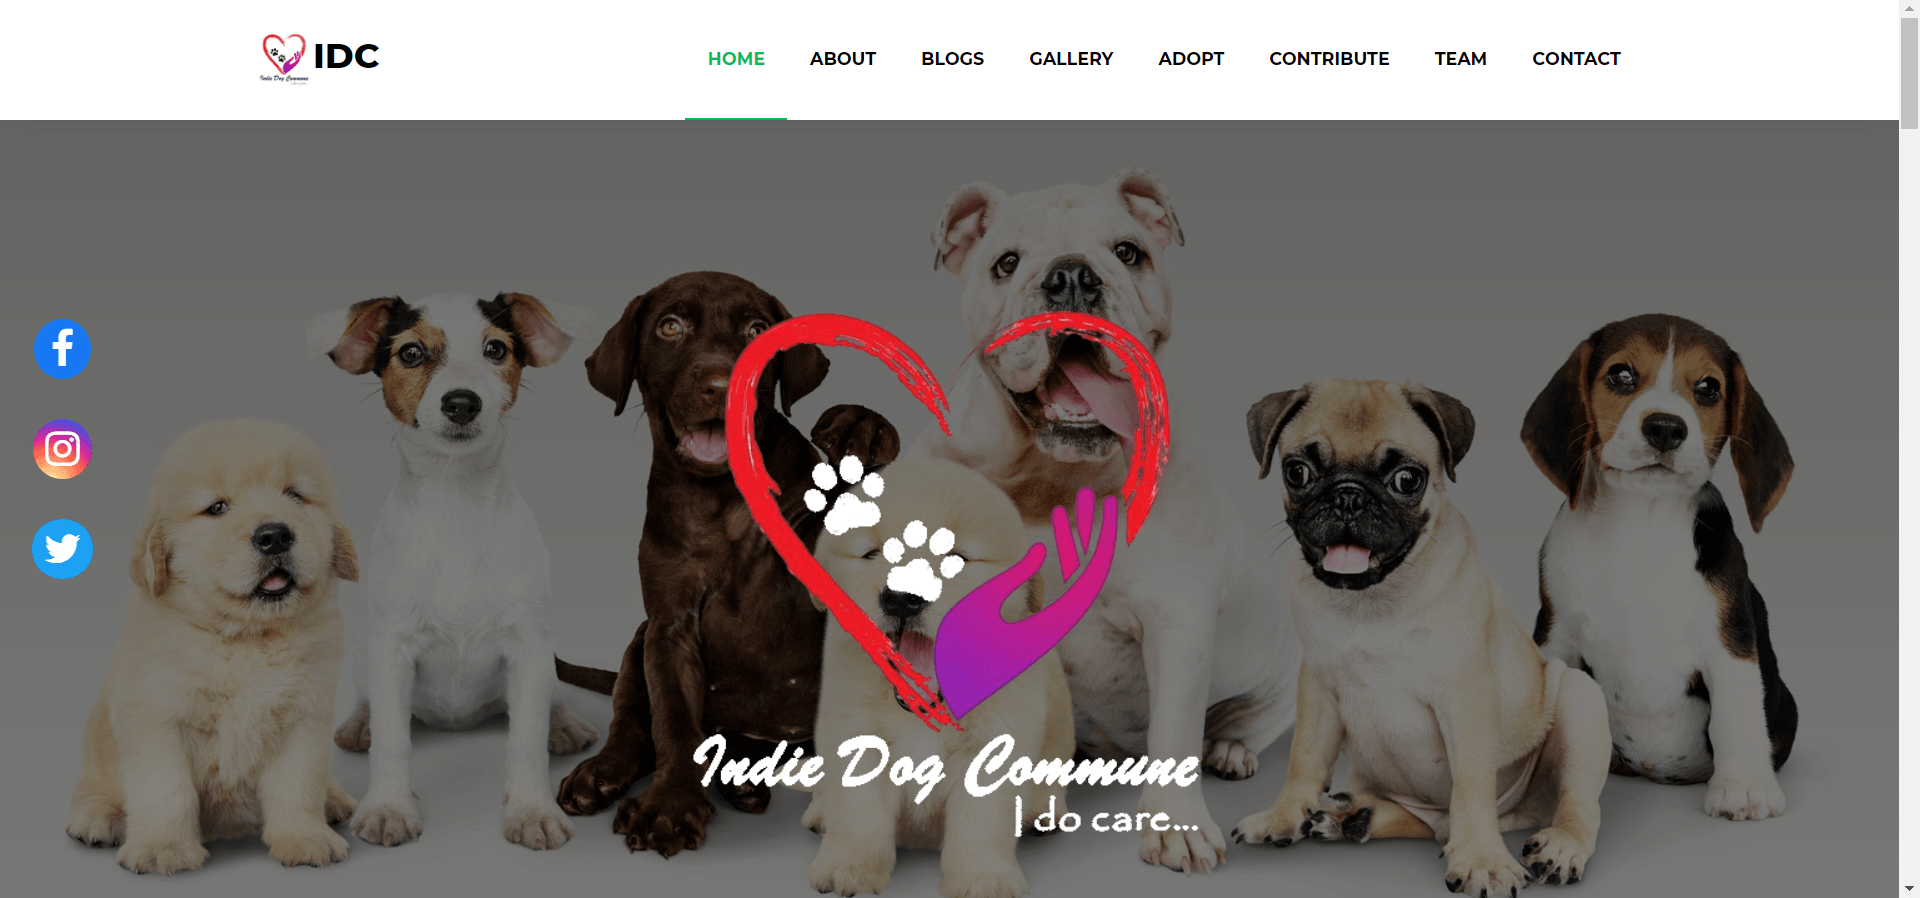 IDC
HOME ABOUT BLOGS GALLERY ADOPT CONTRIBUTE TEAM CONTACT
Indie Dog Commune
Indie Dog Commune
I do care...